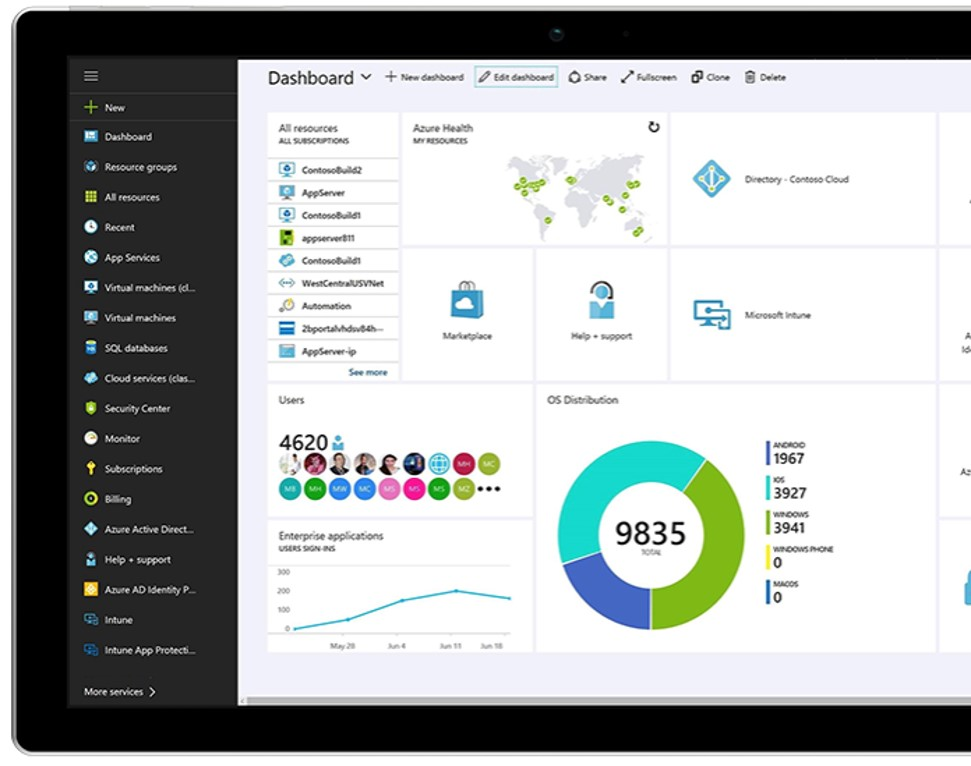 Dashboard
New dashboard
Edit dashboard
Share
Fullscreen
Clone
Delete
New
Dashboard
Resource groups
All resources
Recent
App Services
Virtual machines (cl...
Virtual machines
SQL databases
Cloud services (clas...
Security Center
Monitor
Subscriptions
Billing
Azure Active Direct...
Help + support
Azure AD Identity P...
Intune
Intune App Protecti...
More services
All resources
ALL SUBSCRIPTIONS
ContosoBuild2
AppServer
ContosoBuild1
appserver811
ContosoBuild1
WestCentralUSVNet
Automation
2bportalvhdsv84h...
AppServer-ip
See more
Azure Health
MY RESOURCES
Directory - Contoso Cloud
Marketplace
Help + support
Microsoft Intune
Users
4620
MH MC
MB MH MW MC MS MS MS MZ
Enterprise applications
USERS SIGN-INS
300
200
100
0
May 28 Jun 4 Jun 11 Jun 18
OS Distribution
9835
TOTAL
ANDROID
1967
IOS
3927
WINDOWS
3941
WINDOWS PHONE
0
MACOS
0